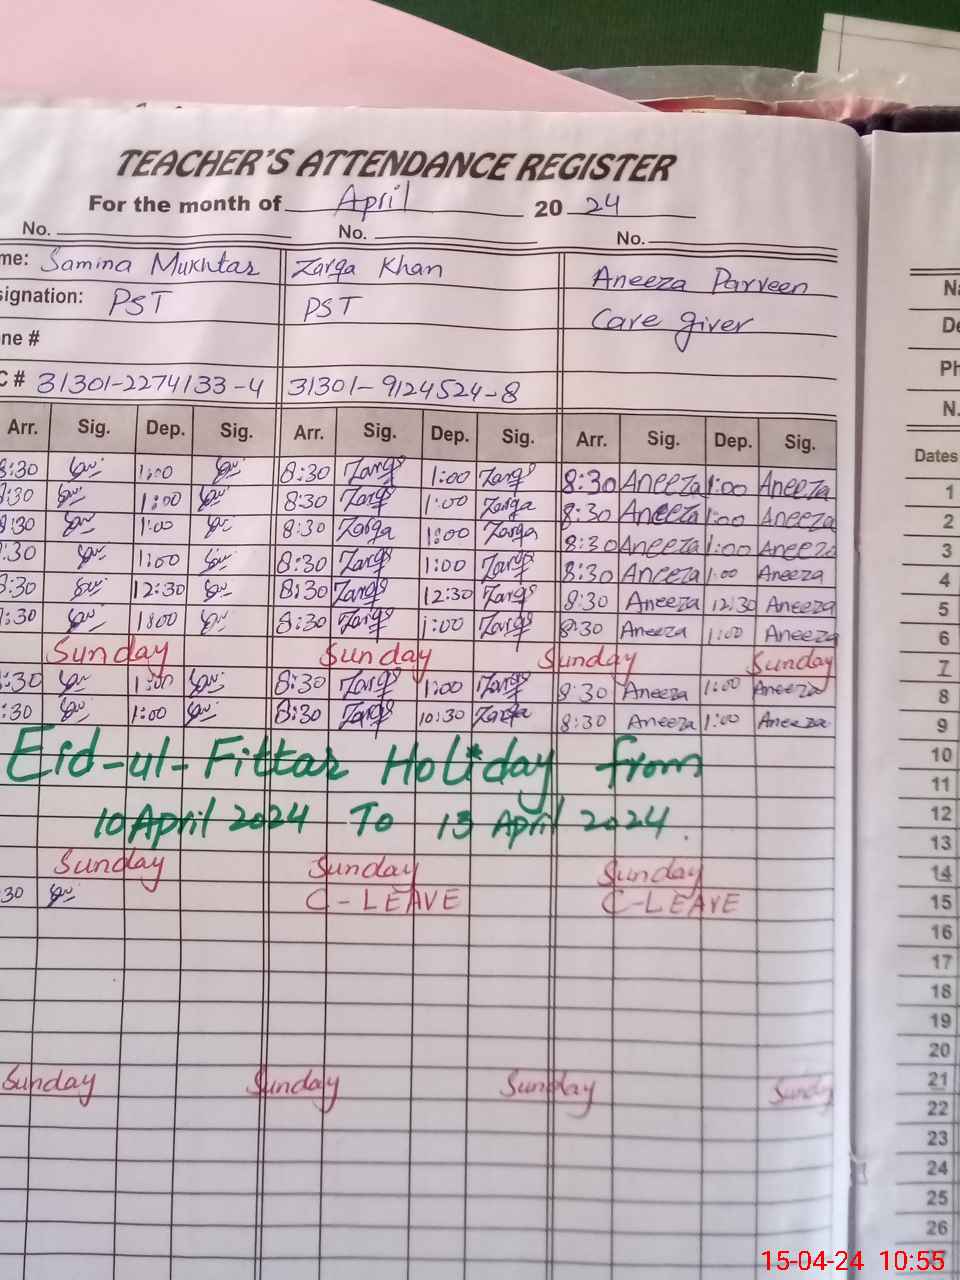 TEACHER'S ATTENDANCE REGISTER
For the month of April 20 24
No. No. No.
me: Samina Mukhtar Zarqa Khan Aneeza Parveen
signation: PST PST Care giver
ne #
C # 31301-2274133-4 31301-9124524-8
Arr. Sig. Dep. Sig. Arr. Sig. Dep. Sig. Arr. Sig. Dep. Sig.
8:30 1:00 8:30 Zarqa 1:00 Zarqa 8:30 Aneeza 1:00 Aneeza
8:30 1:00 8:30 Zarqa 1:00 Zarqa 8:30 Aneeza 1:00 Aneeza
8:30 1:00 8:30 Zarqa 1:00 Zarqa 8:30 Aneeza 1:00 Aneeza
:30 1:00 8:30 Zarqa 1:00 Zarqa 8:30 Aneeza 1:00 Aneeza
8:30 12:30 8:30 Zarqa 12:30 Zarqa 8:30 Aneeza 12:30 Aneeza
:30 1:00 8:30 Zarqa 1:00 Zarqa 8:30 Aneeza 1:00 Aneeza
Sunday Sunday Sunday Sunday
:30 1:00 8:30 Zarqa 1:00 Zarqa 8:30 Aneeza 1:00 Aneeza
:30 1:00 8:30 Zarqa 10:30 Zarqa 8:30 Aneeza 1:00 Aneeza
Eid-ul-Fittar Holiday from
10 April 2024 To 13 April 2024.
Sunday Sunday Sunday
30 C-LEAVE C-LEAVE
Sunday Sunday Sunday Sunday
Na
De
Ph
N.
Dates
1
2
3
4
5
6
7
8
9
10
11
12
13
14
15
16
17
18
19
20
21
22
23
24
25
26
15-04-24 10:55